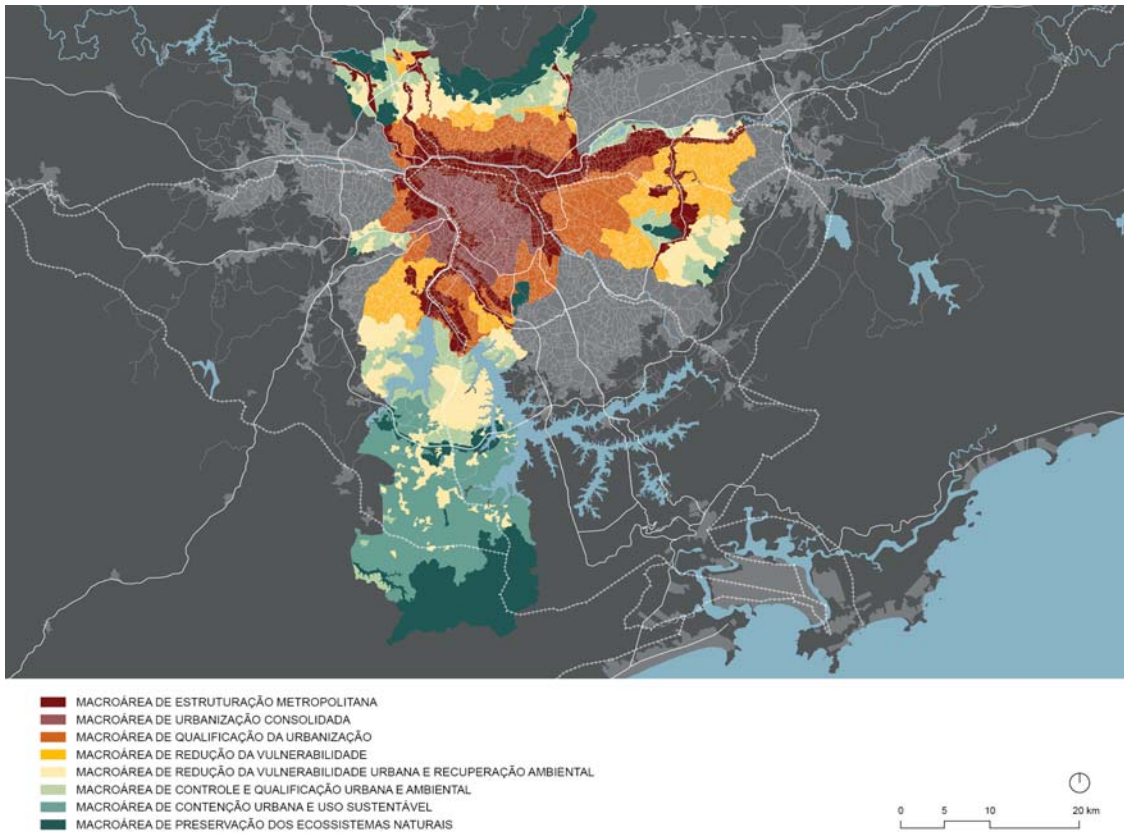 MACROÁREA DE ESTRUTURAÇÃO METROPOLITANA
MACROÁREA DE URBANIZAÇÃO CONSOLIDADA
MACROÁREA DE QUALIFICAÇÃO DA URBANIZAÇÃO
MACROÁREA DE REDUÇÃO DA VULNERABILIDADE
MACROÁREA DE REDUÇÃO DA VULNERABILIDADE URBANA E RECUPERAÇÃO AMBIENTAL
MACROÁREA DE CONTROLE E QUALIFICAÇÃO URBANA E AMBIENTAL
MACROÁREA DE CONTENÇÃO URBANA E USO SUSTENTÁVEL
MACROÁREA DE PRESERVAÇÃO DOS ECOSSISTEMAS NATURAIS
0 5 10 20 km